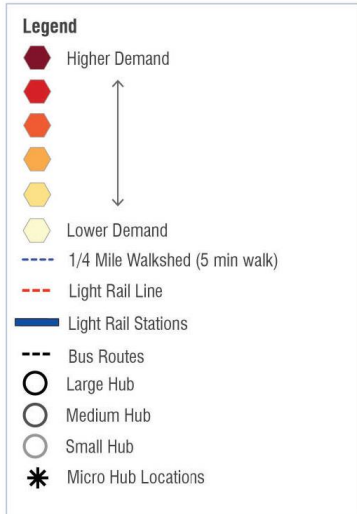 Legend
Higher Demand
Lower Demand
1/4 Mile Walkshed (5 min walk)
Light Rail Line
Light Rail Stations
Bus Routes
Large Hub
Medium Hub
Small Hub
Micro Hub Locations